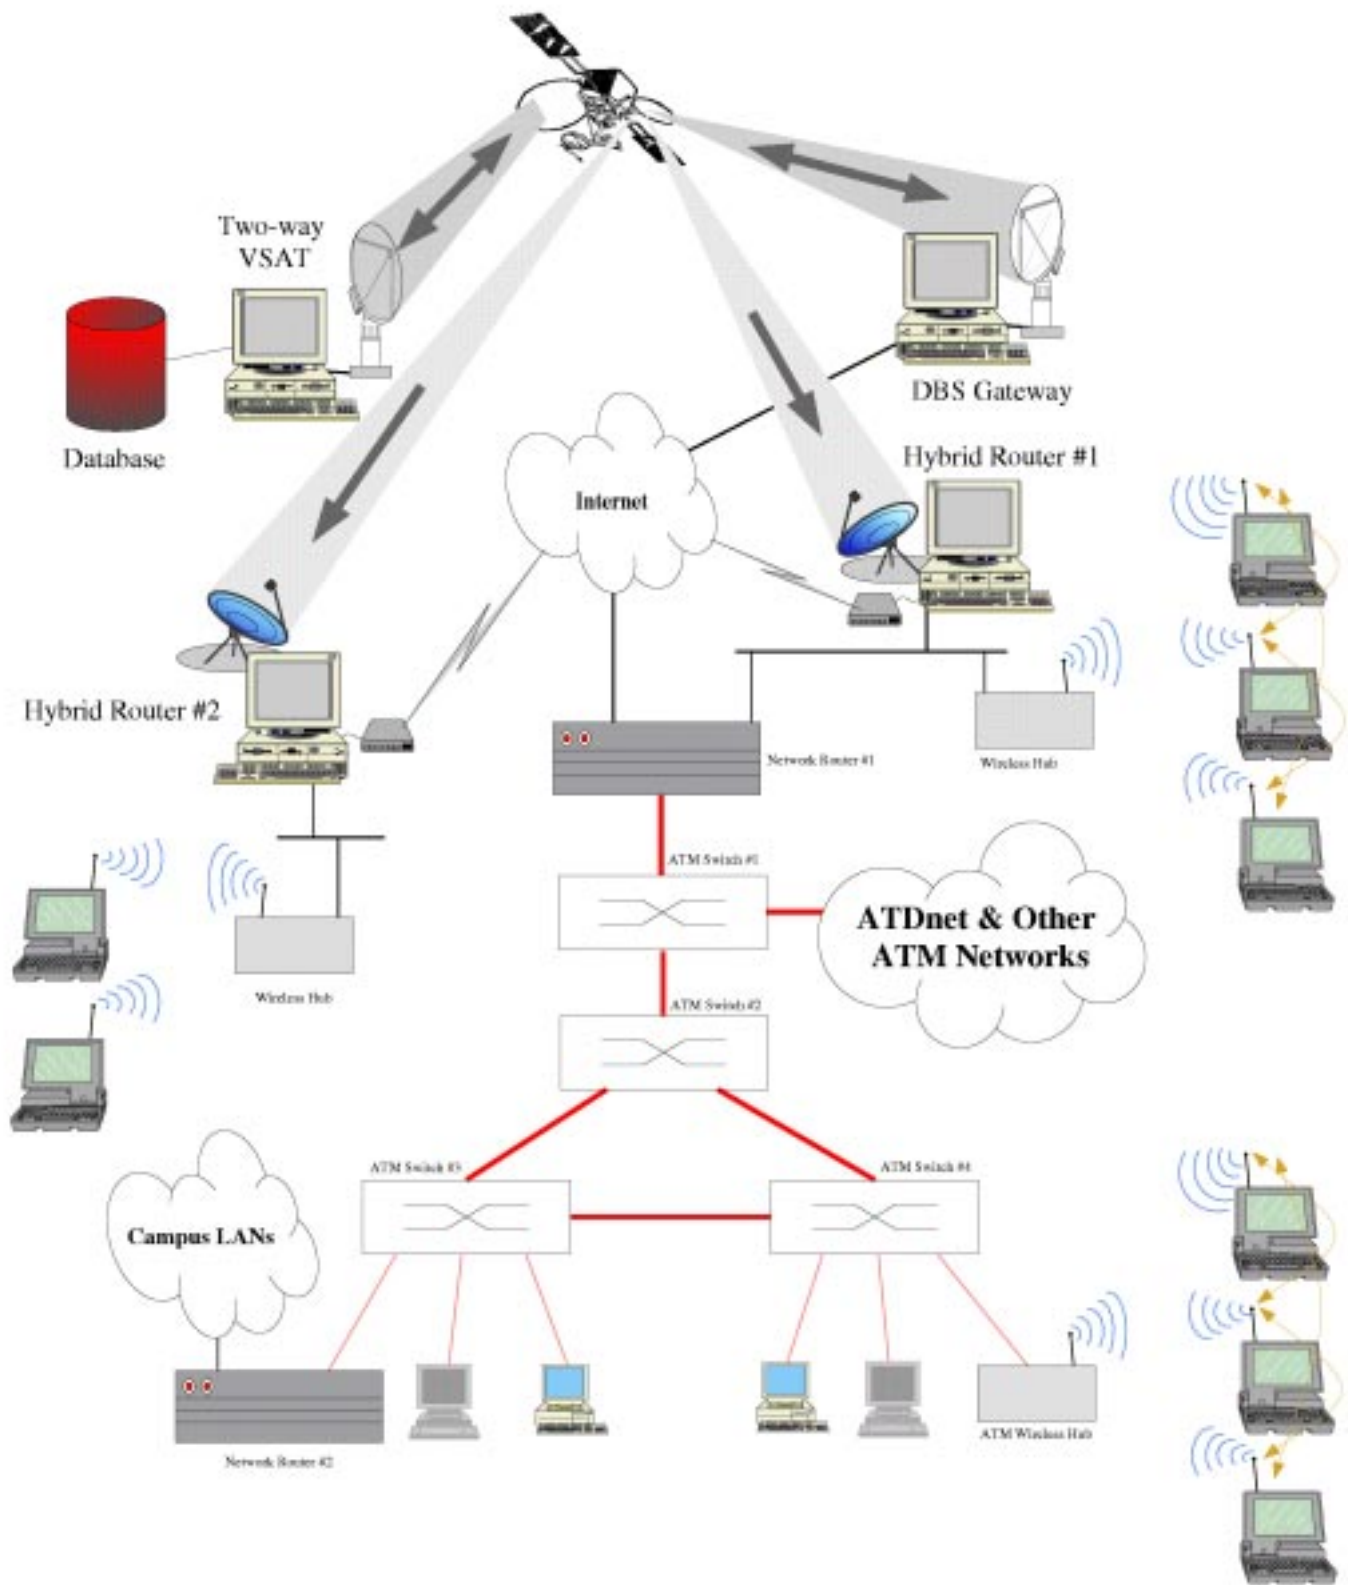 Two-way
VSAT
DBS Gateway
Database
Hybrid Router #1
Internet
Hybrid Router #2
Network Router #1
Wireless Hub
ATM Switch #1
ATDnet & Other
ATM Networks
Wireless Hub
ATM Switch #2
ATM Switch #3
ATM Switch #4
Campus LANs
Network Router #2
ATM Wireless Hub